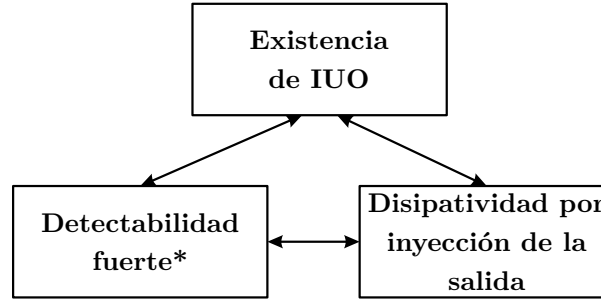 Existencia
de IUO
Detectabilidad
fuerte*
Disipatividad por
inyección de la
salida